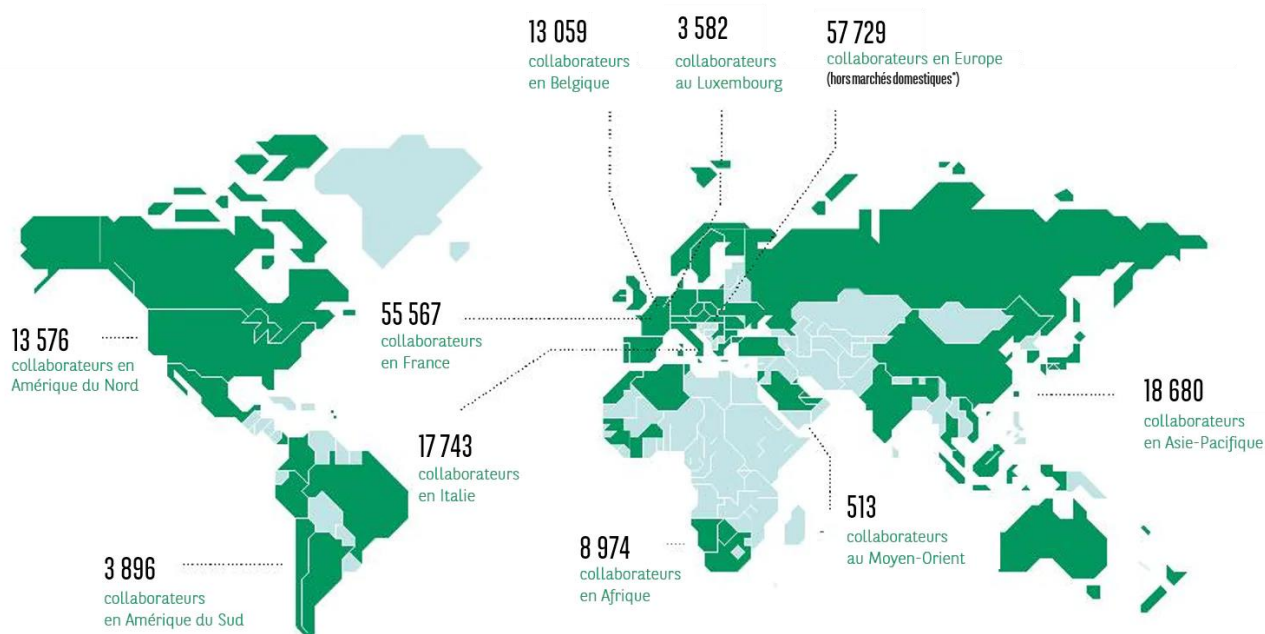 13 059
collaborateurs
en Belgique
3 582
collaborateurs
au Luxembourg
57 729
collaborateurs en Europe
(hors marchés domestiques*)
13 576
collaborateurs en
Amérique du Nord
55 567
collaborateurs
en France
17 743
collaborateurs
en Italie
18 680
collaborateurs
en Asie-Pacifique
513
collaborateurs
au Moyen-Orient
8 974
collaborateurs
en Afrique
3 896
collaborateurs
en Amérique du Sud